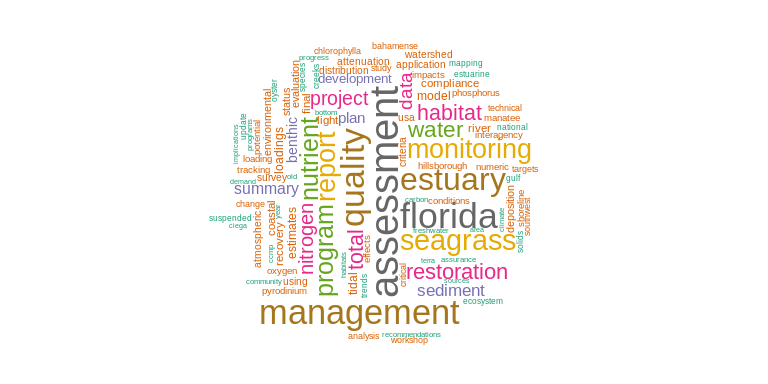 bahamense
chlorophylla
watershed
progress
attenuation
application
mapping
distribution
study
species
creeks
development
impacts
estuarine
compliance
evaluation
oyster
status
final
project
data
model
phosphorus
bottom
light
plan
usa
habitat
technical
manatee
environmental
update
programs
potential
implications
loadings
benthic
nutrient
report
quality
assessment
water
river
national
interagency
criteria
monitoring
loading
tracking
survey
old
hillsborough
numeric
targets
demand
summary
estuary
gulf
carbon
conditions
change
suspended
ciega
coastal
year
estimates
nitrogen
program
total
florida
deposition
shoreline
southwest
climate
freshwater
area
atmospheric
recovery
ccmp
effects
seagrass
solids
habitats
terra
assurance
oxygen
critical
restoration
community
using
tidal
trends
sources
pyrodinium
sediment
ecosystem
management
analysis
recommendations
workshop